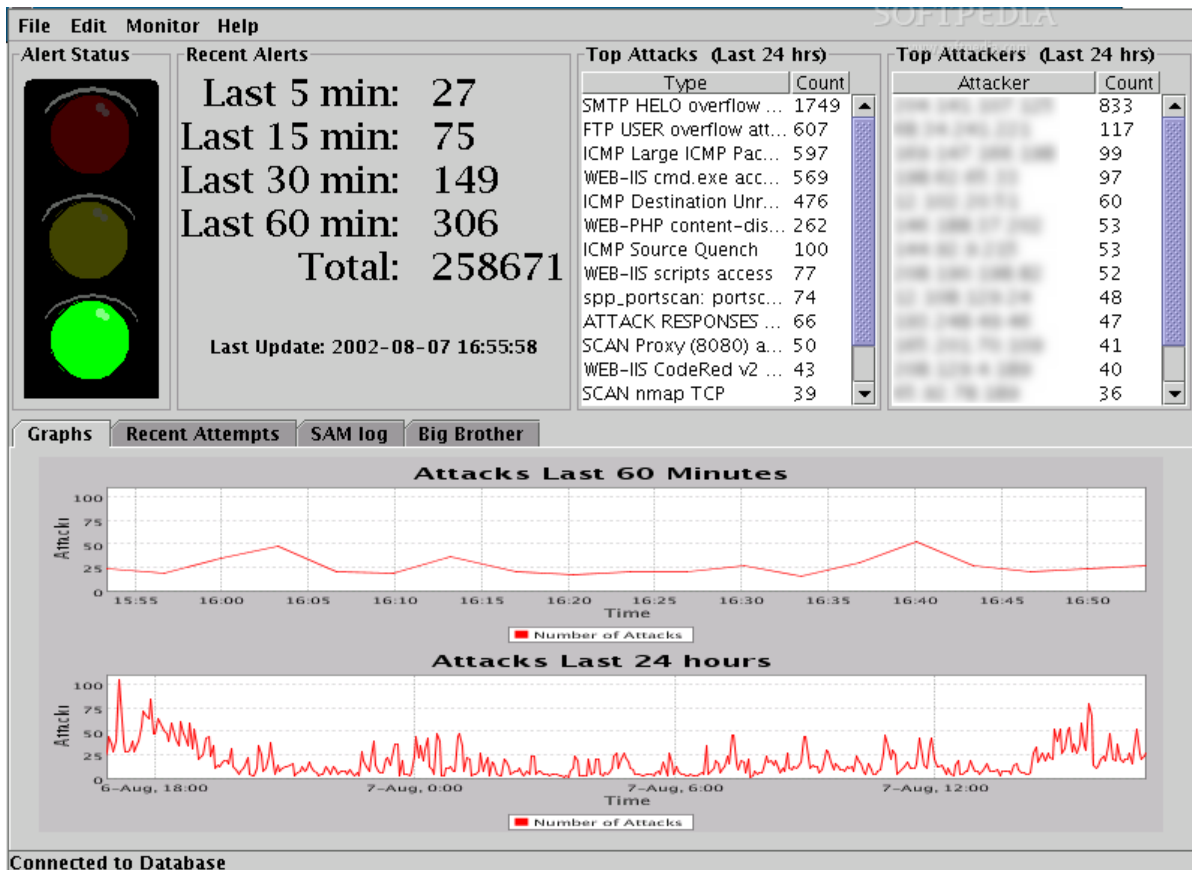 SOFTPEDIA
File Edit Monitor Help
Alert Status
Recent Alerts
Last 5 min: 27
Last 15 min: 75
Last 30 min: 149
Last 60 min: 306
Total: 258671
Last Update: 2002-08-07 16:55:58
Top Attacks (Last 24 hrs)
Type Count
SMTP HELO overflow ... 1749
FTP USER overflow att... 607
ICMP Large ICMP Pac... 597
WEB-IIS cmd.exe acc... 569
ICMP Destination Unr... 476
WEB-PHP content-dis... 262
ICMP Source Quench 100
WEB-IIS scripts access 77
spp_portscan: portsc... 74
ATTACK RESPONSES ... 66
SCAN Proxy (8080) a... 50
WEB-IIS CodeRed v2 ... 43
SCAN nmap TCP 39
Top Attackers (Last 24 hrs)
Attacker Count
833
117
99
97
60
53
53
52
48
47
41
40
36
Graphs Recent Attempts SAM log Big Brother
Attacks Last 60 Minutes
100
75
50
25
0
15:55 16:00 16:05 16:10 16:15 16:20 16:25 16:30 16:35 16:40 16:45 16:50
Time
Number of Attacks
Attacks Last 24 hours
100
75
50
25
0
6-Aug, 18:00 7-Aug, 0:00 7-Aug, 6:00 7-Aug, 12:00
Time
Number of Attacks
Connected to Database